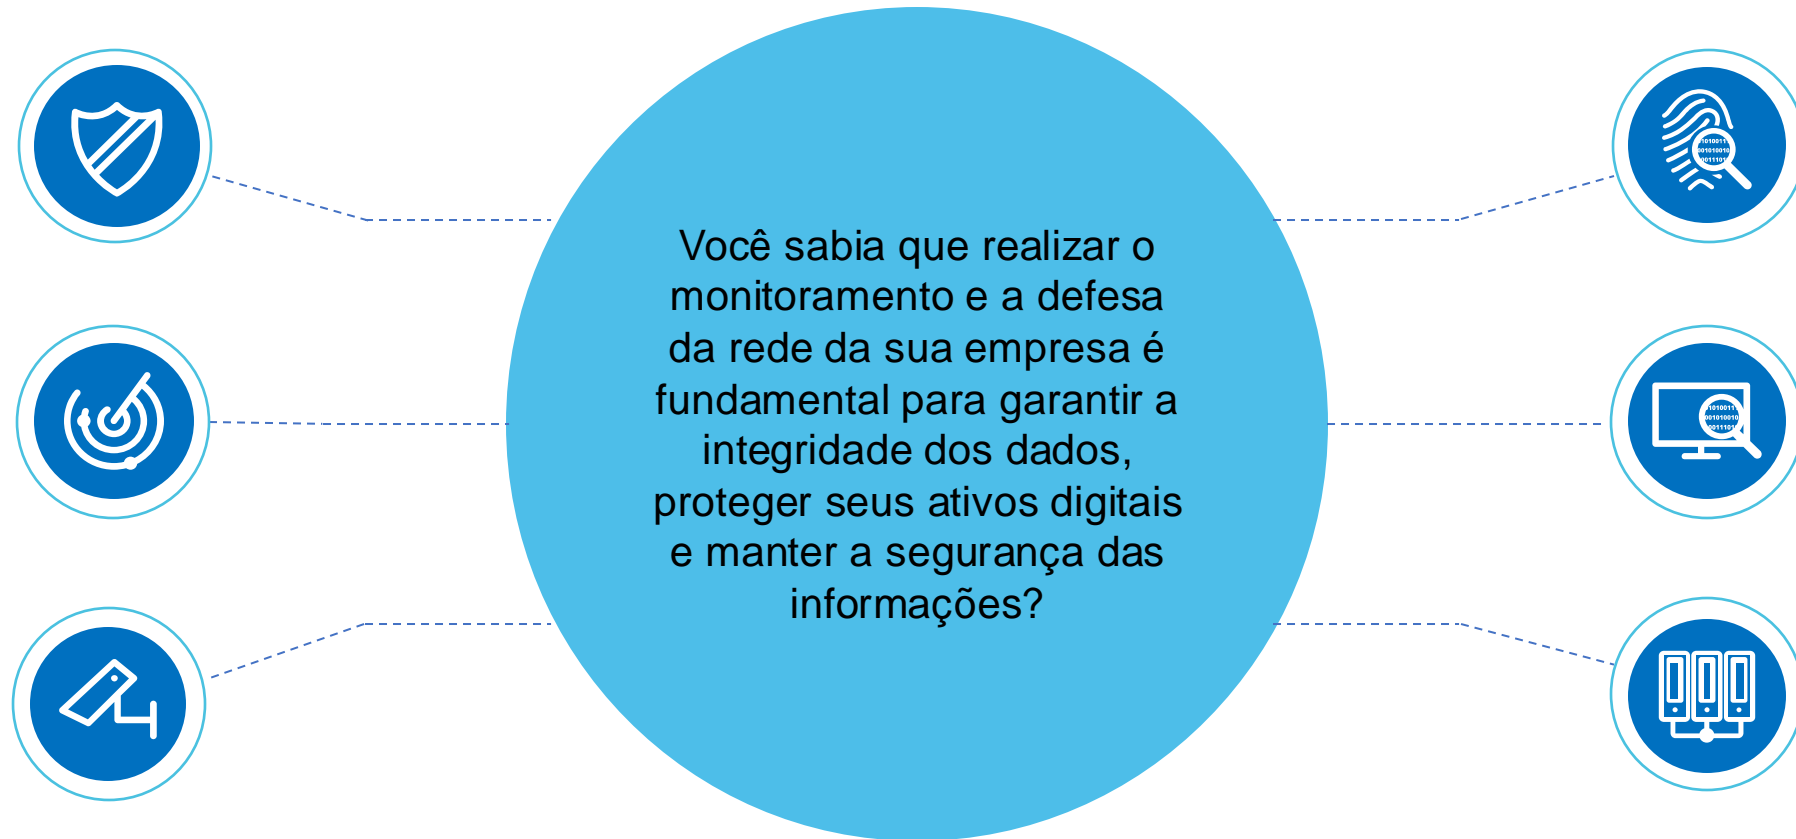 Você sabia que realizar o
monitoramento e a defesa
da rede da sua empresa é
fundamental para garantir a
integridade dos dados,
proteger seus ativos digitais
e manter a segurança das
informações?